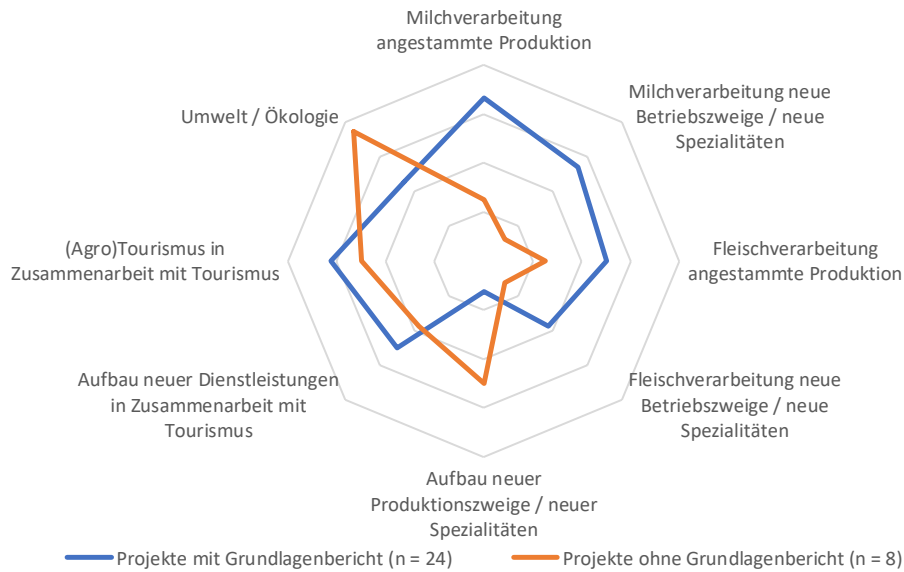 Milchverarbeitung
angestammte Produktion
Milchverarbeitung neue
Betriebszweige / neue
Spezialitäten
Fleischverarbeitung
angestammte Produktion
Fleischverarbeitung neue
Betriebszweige / neue
Spezialitäten
Aufbau neuer
Produktionszweige / neuer
Spezialitäten
Aufbau neuer Dienstleistungen
in Zusammenarbeit mit
Tourismus
(Agro)Tourismus in
Zusammenarbeit mit Tourismus
Umwelt / Ökologie
Projekte mit Grundlagenbericht (n = 24)
Projekte ohne Grundlagenbericht (n = 8)